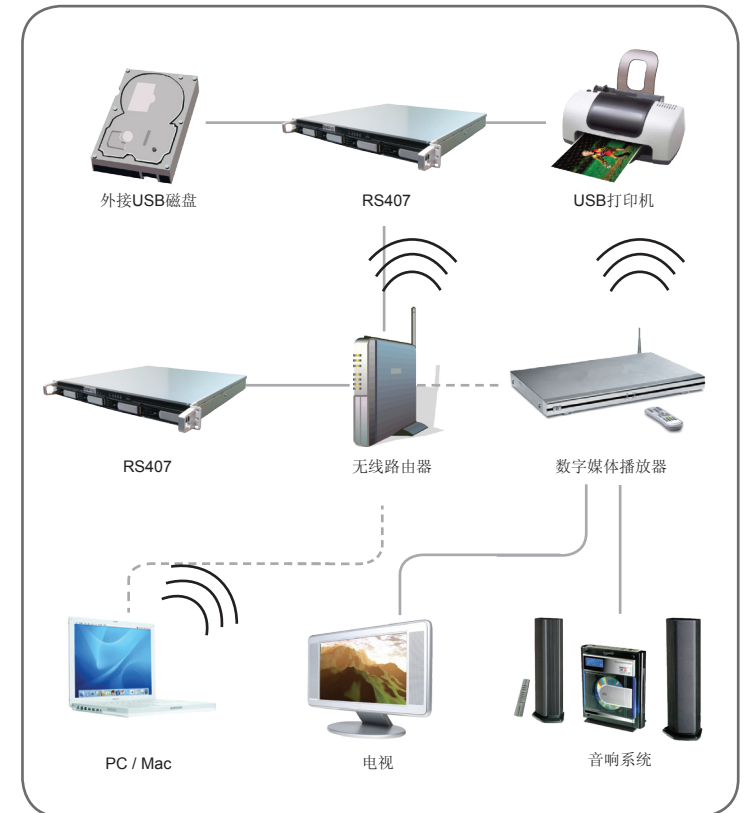 外接USB磁盘
RS407
USB打印机
RS407
无线路由器
数字媒体播放器
PC / Mac
电视
音响系统